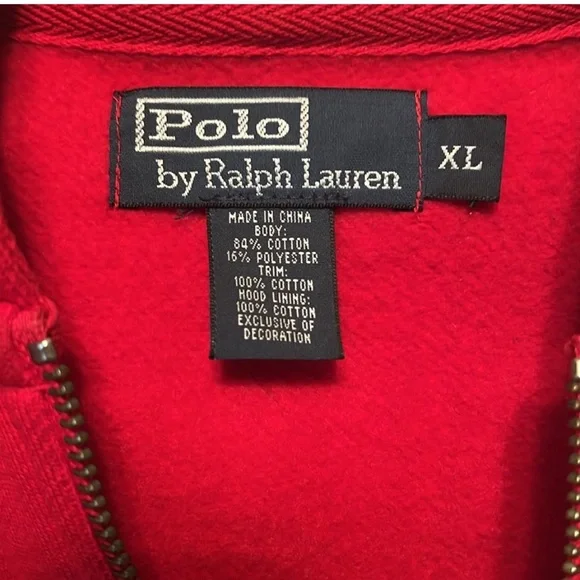 Polo
by Ralph Lauren
XL
MADE IN CHINA
BODY:
84% COTTON
16% POLYESTER
TRIM:
100% COTTON
HOOD LINING:
100% COTTON
EXCLUSIVE OF
DECORATION